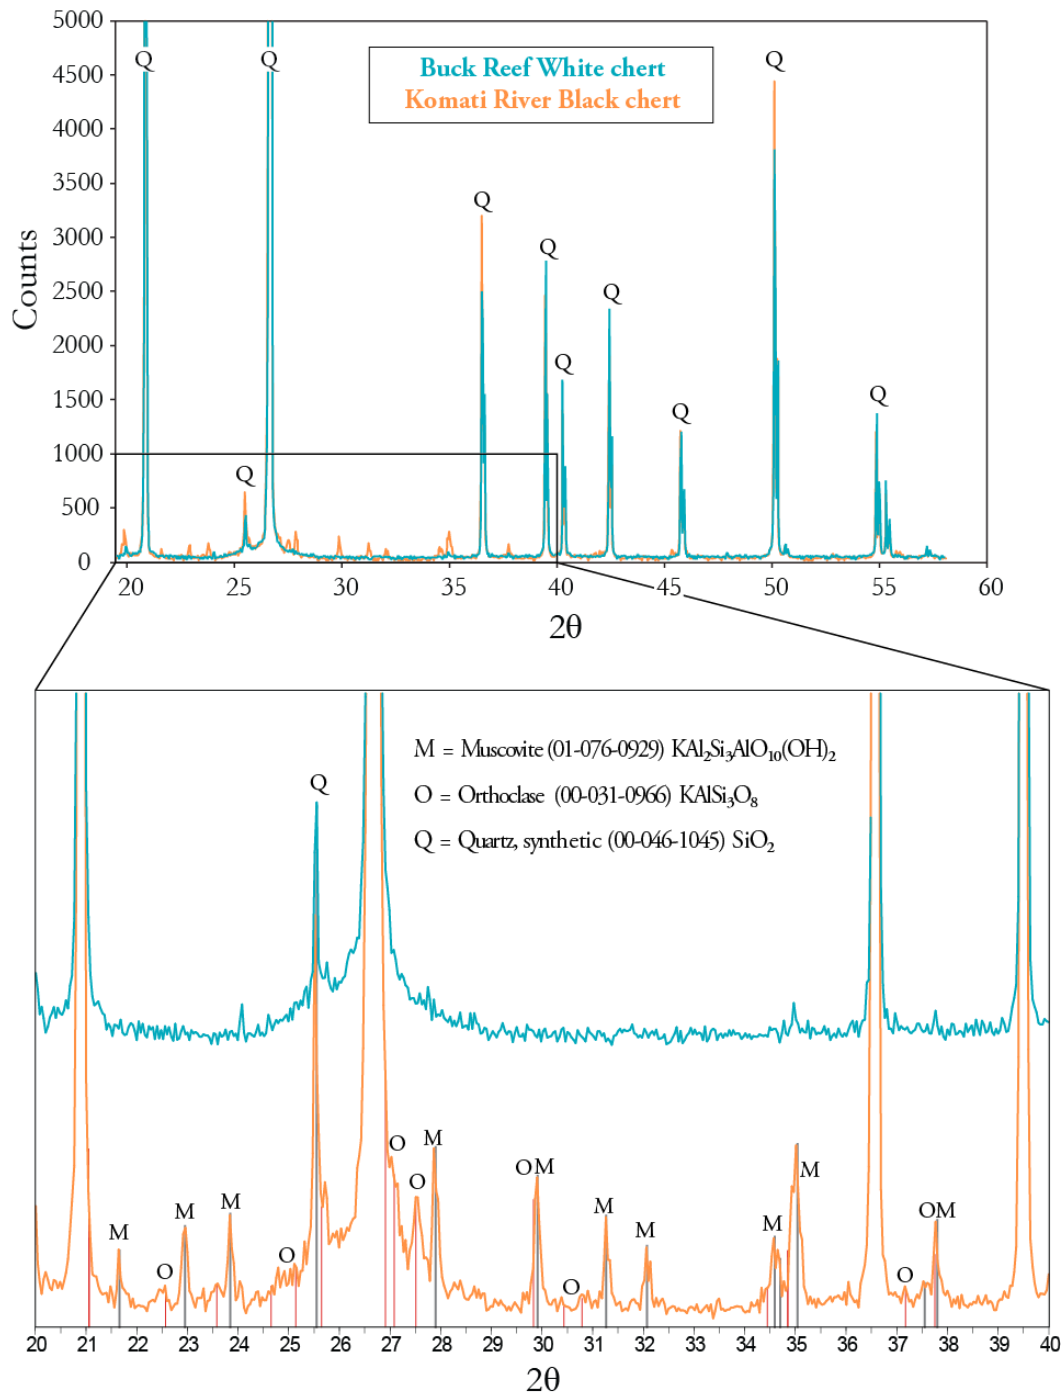 5000
4500
4000
3500
3000
2500
2000
1500
1000
500
0
Counts
Buck Reef White chert
Komati River Black chert
Q
Q
Q
Q
Q
Q
Q
Q
Q
Q
20 25 30 35 40 45 50 55 60
2θ
M = Muscovite (01-076-0929) KAl₂Si₃AlO₁₀(OH)₂
O = Orthoclase (00-031-0966) KAlSi₃O₈
Q = Quartz, synthetic (00-046-1045) SiO₂
Q
M
O
M
M
O
O
O
M
O M
O
M
M
M
M
O
OM
20 21 22 23 24 25 26 27 28 29 30 31 32 33 34 35 36 37 38 39 40
2θ